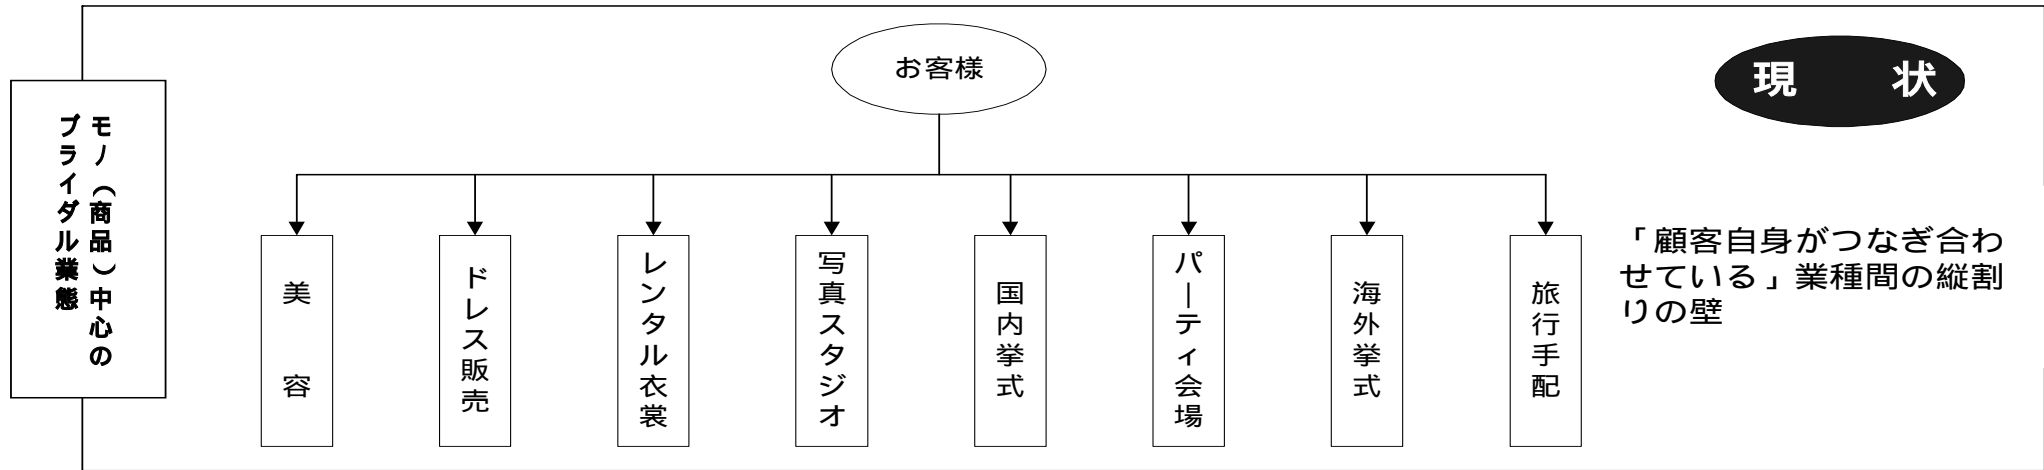 お客様
現　状
モノ（商品）中心の
ブライダル業態
美　容
ドレス販売
レンタル衣裳
写真スタジオ
国内挙式
パーティ会場
海外挙式
旅行手配
「顧客自身がつなぎ合わ
せている」業種間の縦割
りの壁